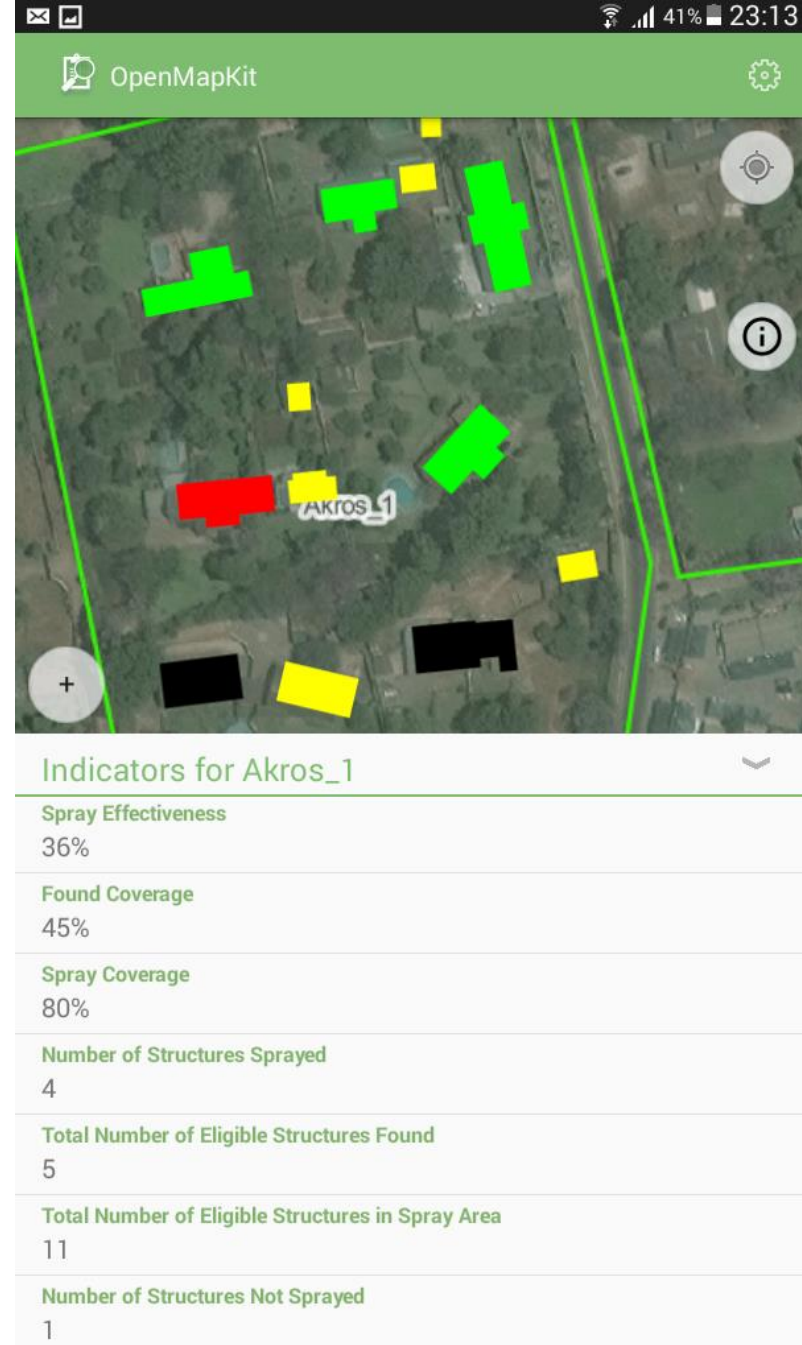 41% 23:13
OpenMapKit
Akros_1
+
Indicators for Akros_1
Spray Effectiveness
36%
Found Coverage
45%
Spray Coverage
80%
Number of Structures Sprayed
4
Total Number of Eligible Structures Found
5
Total Number of Eligible Structures in Spray Area
11
Number of Structures Not Sprayed
1